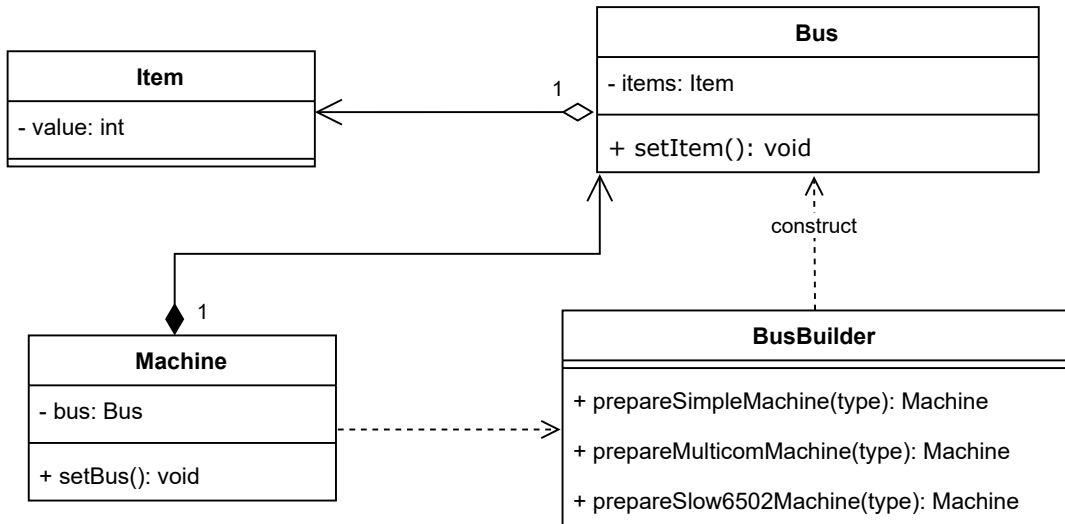 Bus
- items: Item
+ setItem(): void
Item
- value: int
1
construct
1
Machine
- bus: Bus
+ setBus(): void
BusBuilder
+ prepareSimpleMachine(type): Machine
+ prepareMulticomMachine(type): Machine
+ prepareSlow6502Machine(type): Machine